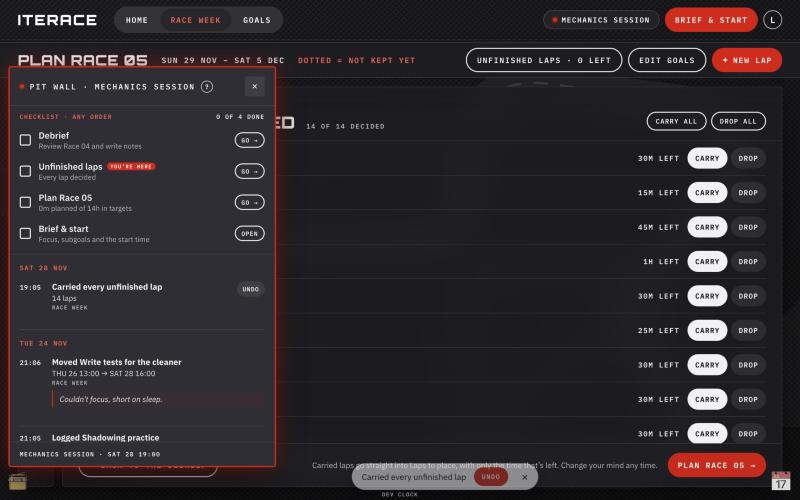 ITERACE
HOME
RACE WEEK
GOALS
MECHANICS SESSION
BRIEF & START
L
PLAN RACE 05
SUN 29 NOV – SAT 5 DEC
DOTTED = NOT KEPT YET
UNFINISHED LAPS · 0 LEFT
EDIT GOALS
+ NEW LAP
PIT WALL · MECHANICS SESSION
?
×
CHECKLIST · ANY ORDER
0 OF 4 DONE
Debrief
Review Race 04 and write notes
GO →
Unfinished laps
YOU'RE HERE
Every lap decided
GO →
Plan Race 05
0m planned of 14h in targets
GO →
Brief & start
Focus, subgoals and the start time
OPEN
SAT 28 NOV
19:05
Carried every unfinished lap
14 laps
RACE WEEK
UNDO
TUE 24 NOV
21:06
Moved Write tests for the cleaner
THU 26 13:00 → SAT 28 16:00
RACE WEEK
Couldn't focus, short on sleep.
21:05
Logged Shadowing practice
MECHANICS SESSION · SAT 28 19:00
14 OF 14 DECIDED
CARRY ALL
DROP ALL
30M LEFT CARRY DROP
15M LEFT CARRY DROP
45M LEFT CARRY DROP
1H LEFT CARRY DROP
30M LEFT CARRY DROP
25M LEFT CARRY DROP
30M LEFT CARRY DROP
30M LEFT CARRY DROP
30M LEFT CARRY DROP
Carried laps go straight into Laps to place, with only the time that's left. Change your mind any time.
PLAN RACE 05 →
Carried every unfinished lap
UNDO
×
DEV CLOCK
17